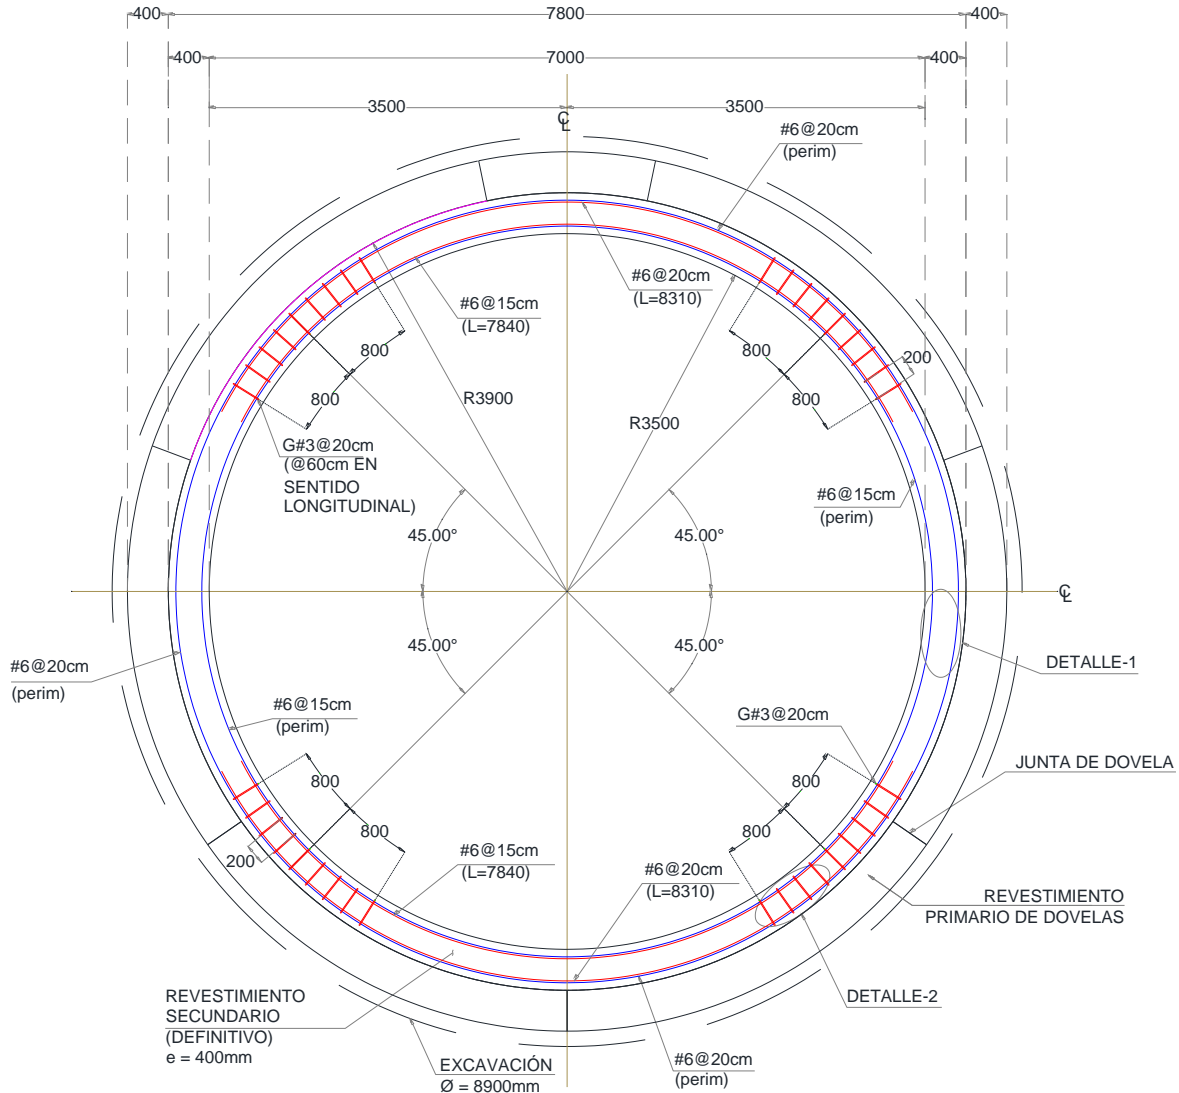 400
7800
400
400
7000
400
3500
3500
℄
#6@20cm
(perim)
#6@20cm
(L=8310)
#6@15cm
(L=7840)
800
800
200
800
800
R3900
R3500
G#3@20cm
(@60cm EN
SENTIDO
LONGITUDINAL)
#6@15cm
(perim)
45.00°
45.00°
℄
45.00°
45.00°
#6@20cm
(perim)
DETALLE-1
#6@15cm
(perim)
G#3@20cm
JUNTA DE DOVELA
800
800
800
800
200
#6@15cm
(L=7840)
#6@20cm
(L=8310)
REVESTIMIENTO
PRIMARIO DE DOVELAS
REVESTIMIENTO
SECUNDARIO
(DEFINITIVO)
e = 400mm
DETALLE-2
EXCAVACIÓN
Ø = 8900mm
#6@20cm
(perim)